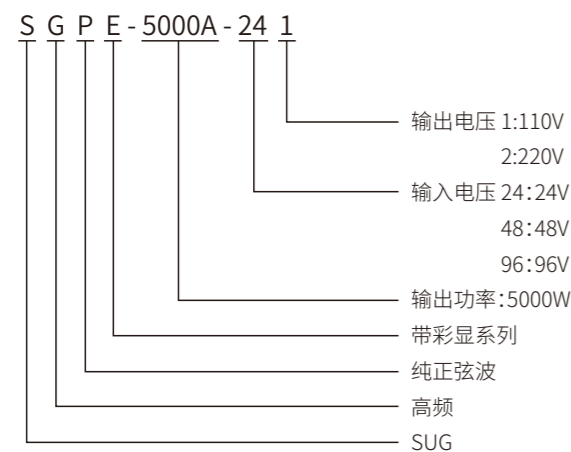 S G P E - 5000A - 24 1
输出电压 1:110V
2:220V
输入电压 24：24V
48：48V
96：96V
输出功率：5000W
带彩显系列
纯正弦波
高频
SUG